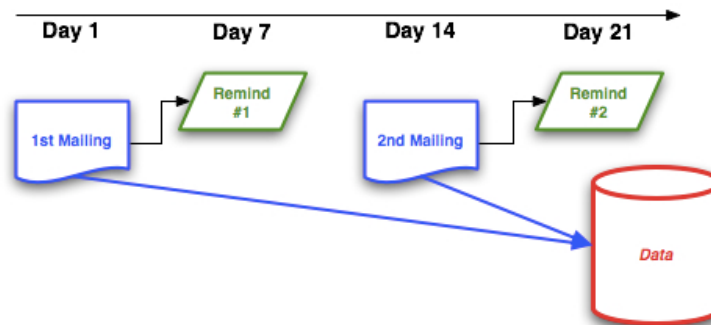 Day 1 Day 7 Day 14 Day 21
Remind
#1
Remind
#2
1st Mailing
2nd Mailing
Data